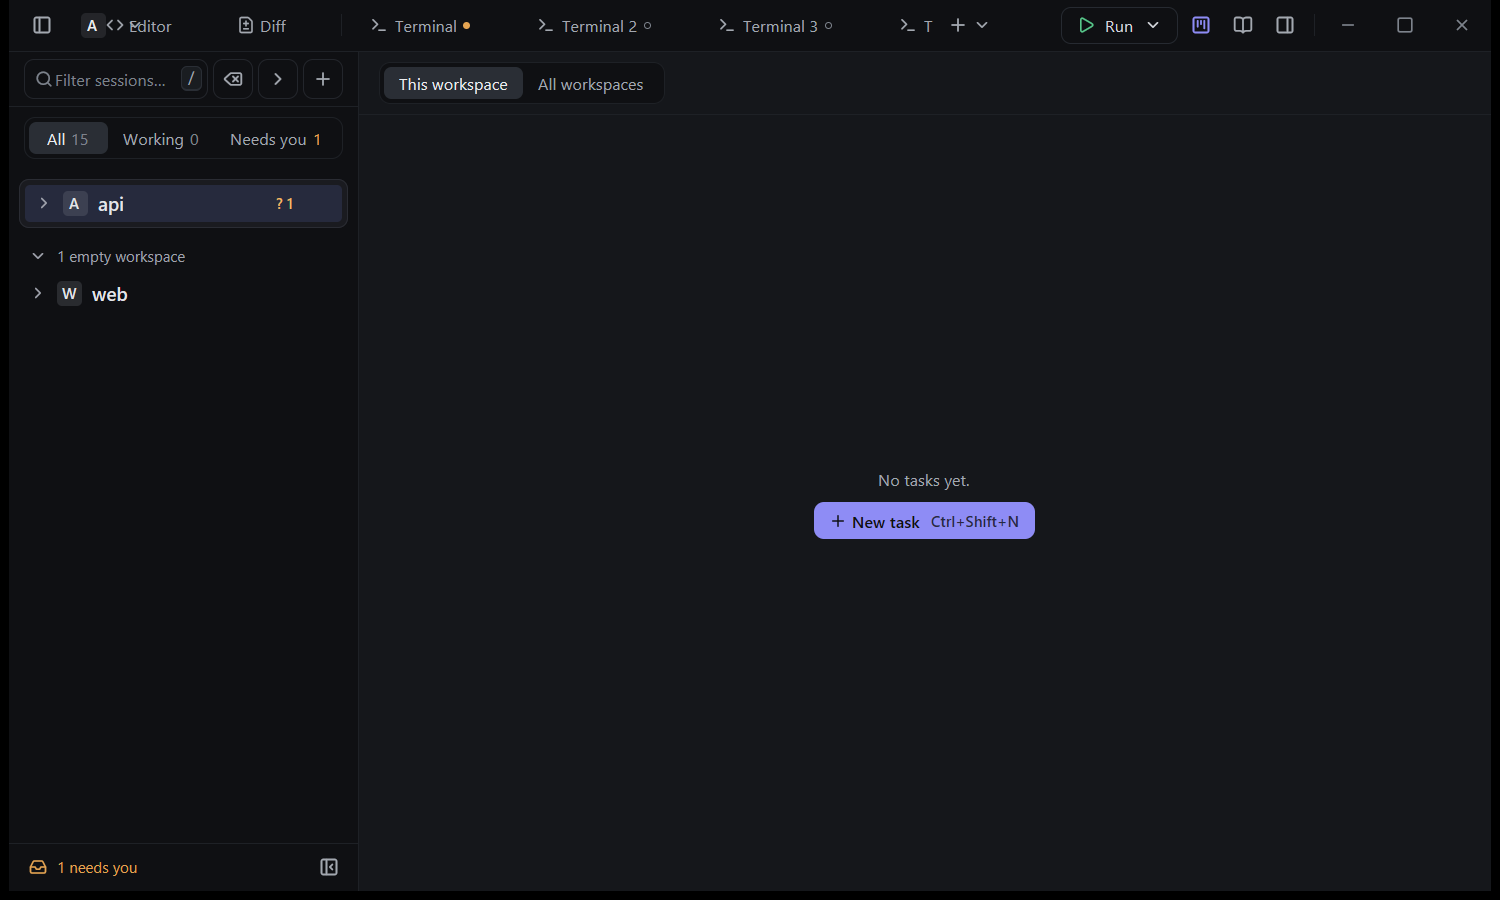 A Editor Diff Terminal Terminal 2 Terminal 3 T Run
Filter sessions... /
This workspace All workspaces
All 15 Working 0 Needs you 1
A api ? 1
1 empty workspace
W web
No tasks yet.
New task Ctrl+Shift+N
1 needs you